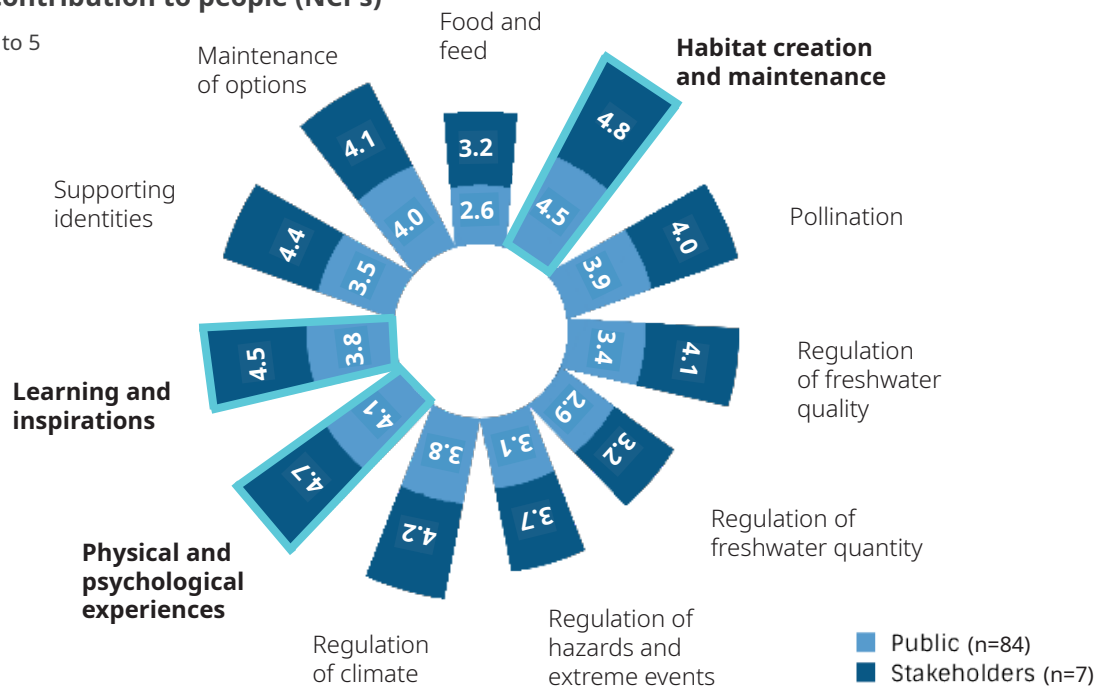 contribution to people (NCPs)
to 5
Food and
feed
Habitat creation
and maintenance
Maintenance
of options
Supporting
identities
Pollination
Learning and
inspirations
Regulation
of freshwater
quality
Physical and
psychological
experiences
Regulation of
freshwater quantity
Regulation
of climate
Regulation of
hazards and
extreme events
3.2
2.6
4.8
4.5
4.0
3.9
4.1
3.4
3.2
2.9
3.7
3.1
4.2
3.8
4.7
4.1
4.5
3.8
4.4
3.5
4.1
4.0
Public (n=84)
Stakeholders (n=7)